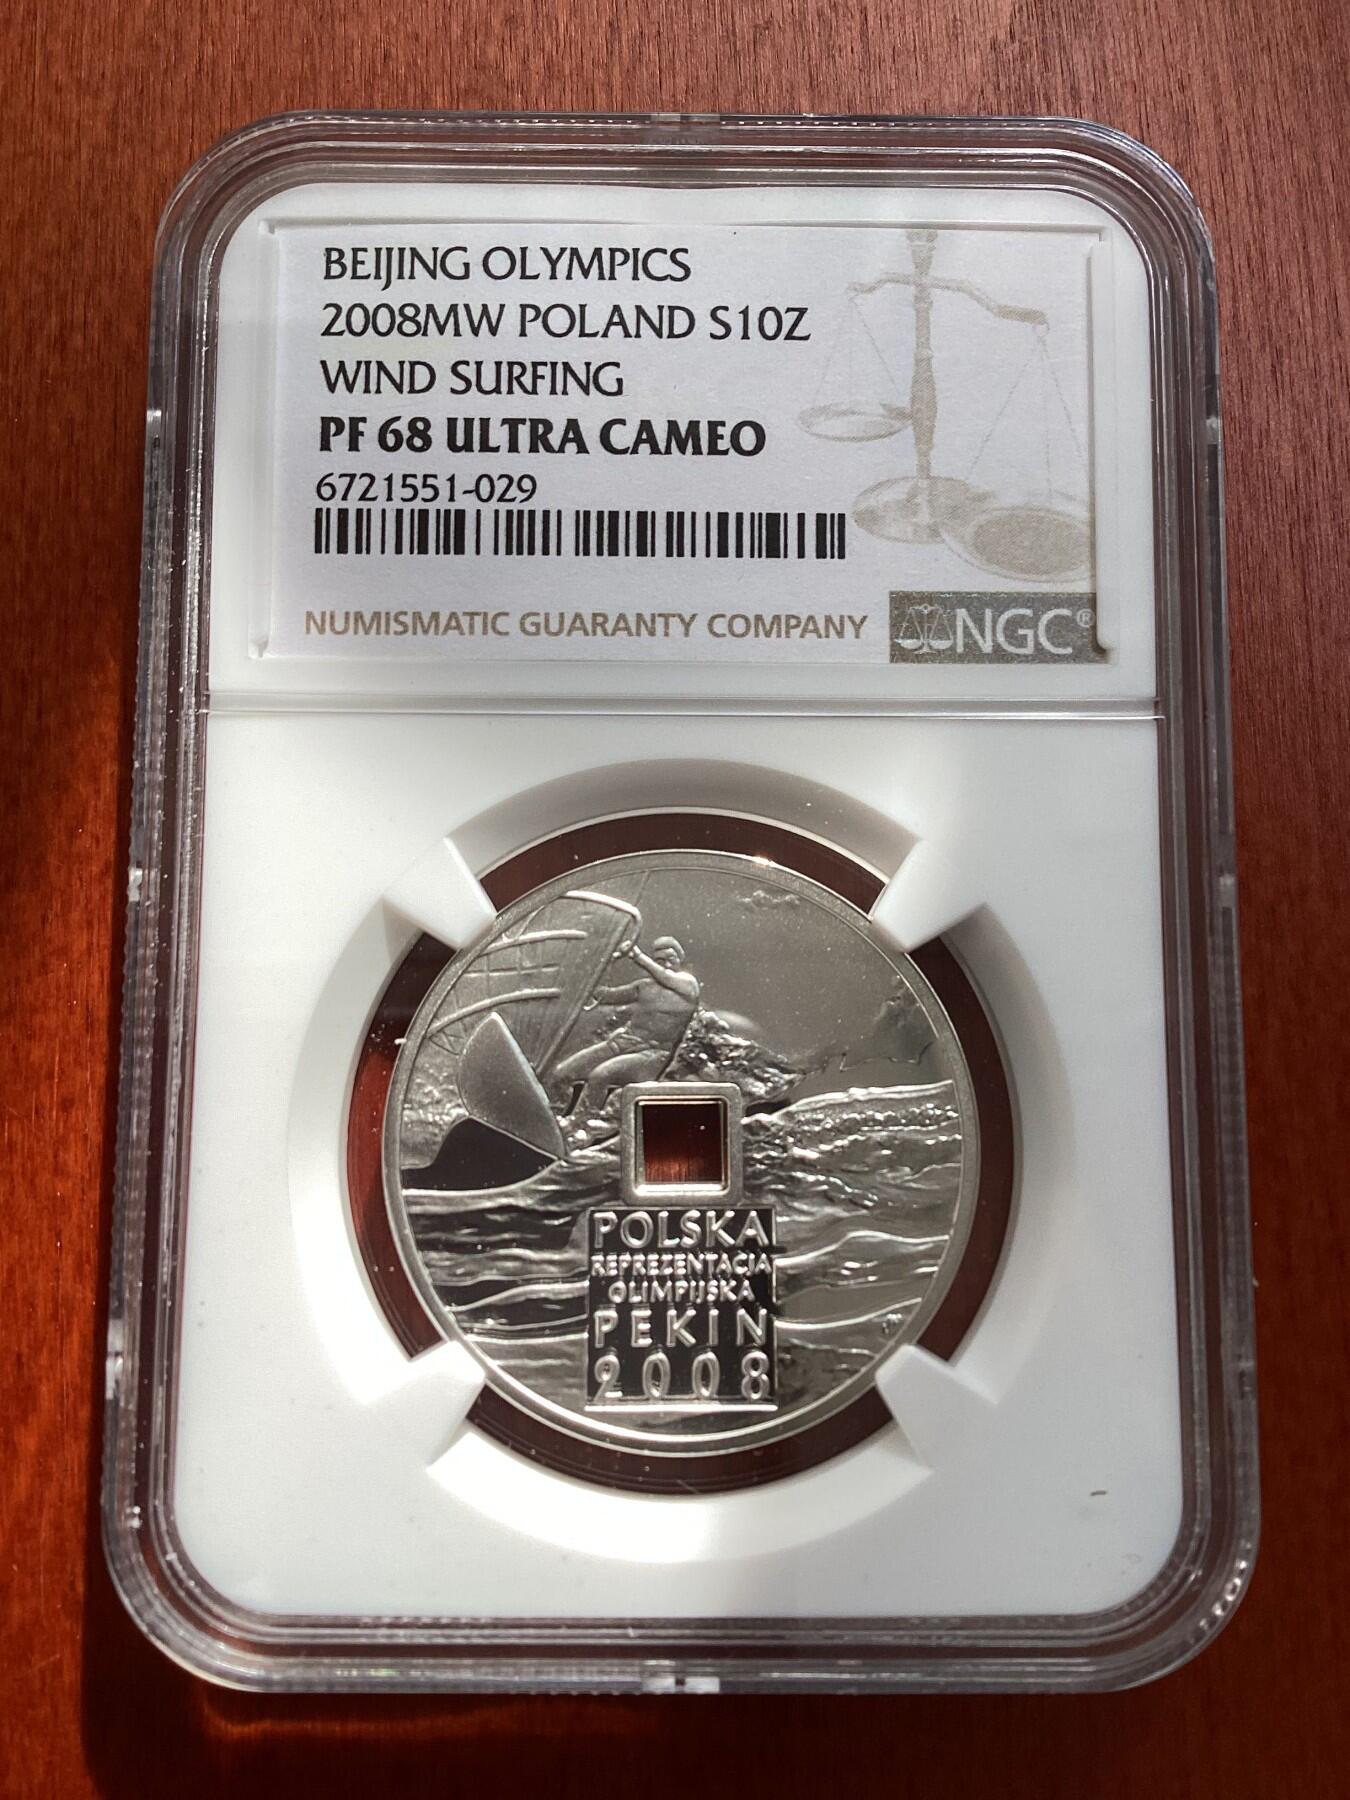 BEIJING OLYMPICS
2008MW POLAND S10Z
WIND SURFING
PF 68 ULTRA CAMEO
6721551-029
NUMISMATIC GUARANTY COMPANY
NGC®
POLSKA
REPREZENTACJA
OLIMPIJSKA
PEKIN
2008